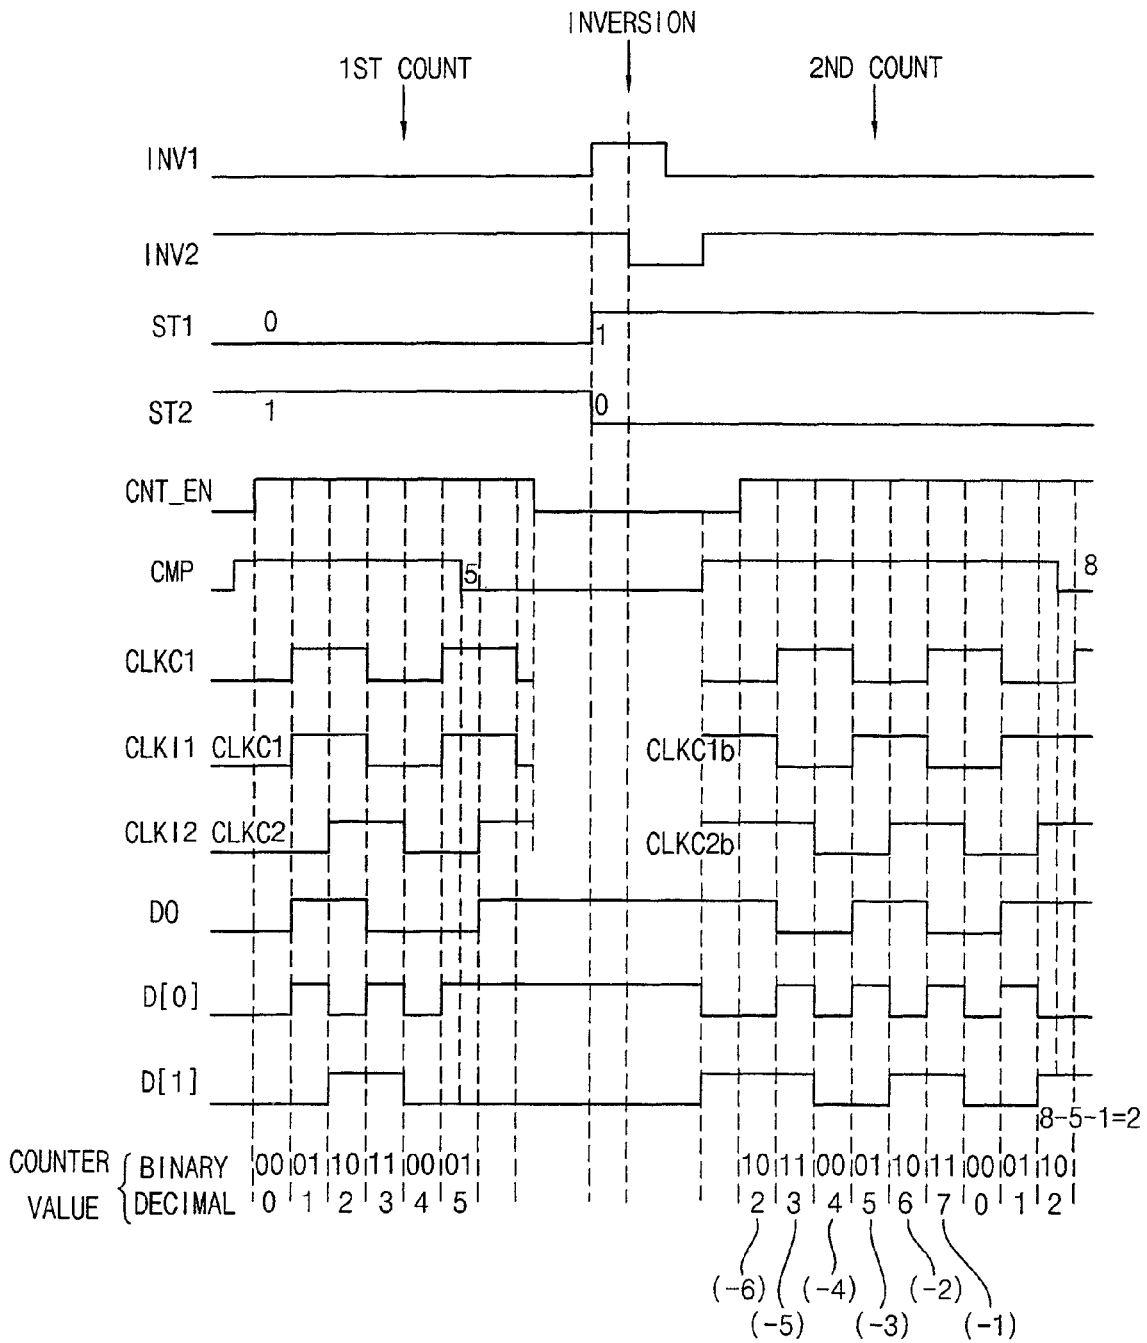 INVERSION
1ST COUNT 2ND COUNT
INV1
INV2
ST1 0 1
ST2 1 0
CNT_EN
CMP 5 8
CLKC1
CLKI1 CLKC1 CLKC1b
CLKI2 CLKC2 CLKC2b
D0
D[0]
D[1]
8-5-1=2
COUNTER VALUE { BINARY 00 01 10 11 00 01 10 11 00 01 10 11 00 01 10
DECIMAL 0 1 2 3 4 5 2 3 4 5 6 7 0 1 2
(-6) (-4) (-2)
(-5) (-3) (-1)